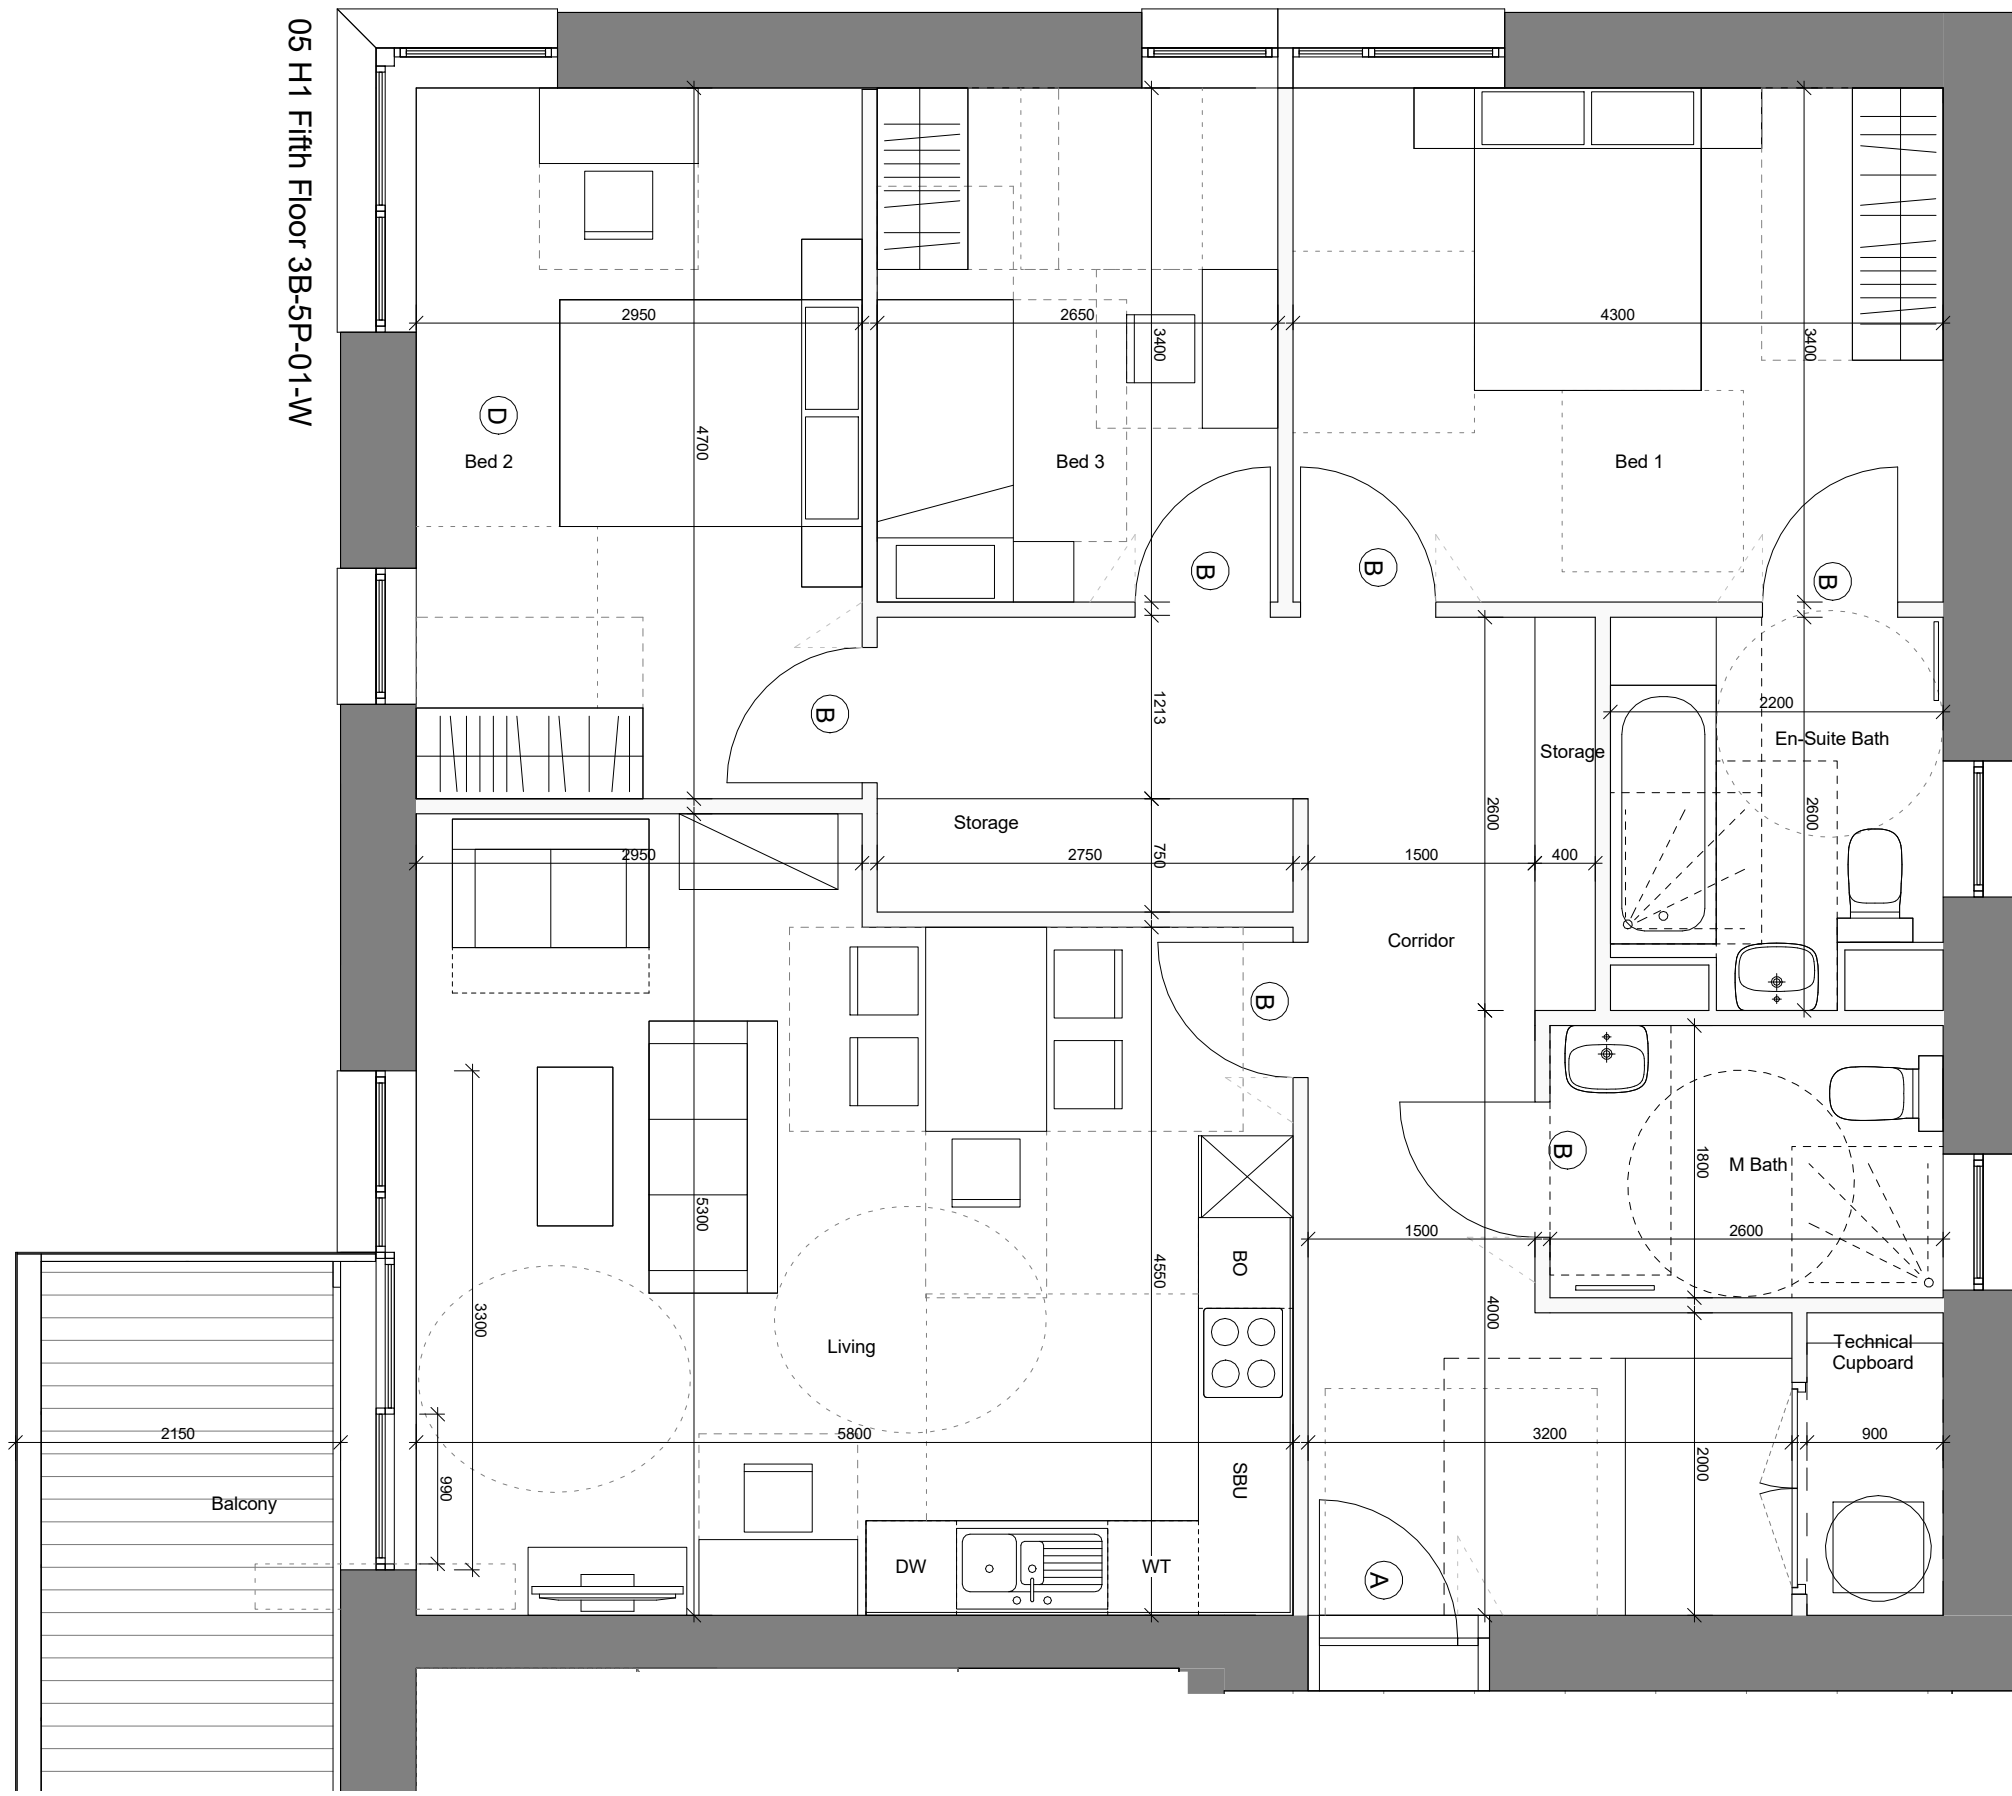 05 H1 Fifth Floor 3B-5P-01-W
2950
2650
4300
3400
3400
D
4700
Bed 2
Bed 3
Bed 1
B
B
B
B
1213
2200
En-Suite Bath
Storage
2600
2600
Storage
2950
2750
750
1500
400
Corridor
B
B
1800
M Bath
5300
1500
2600
4550
BO
3300
4000
Living
Technical
Cupboard
2150
5800
3200
900
2000
990
SBU
Balcony
DW
WT
A